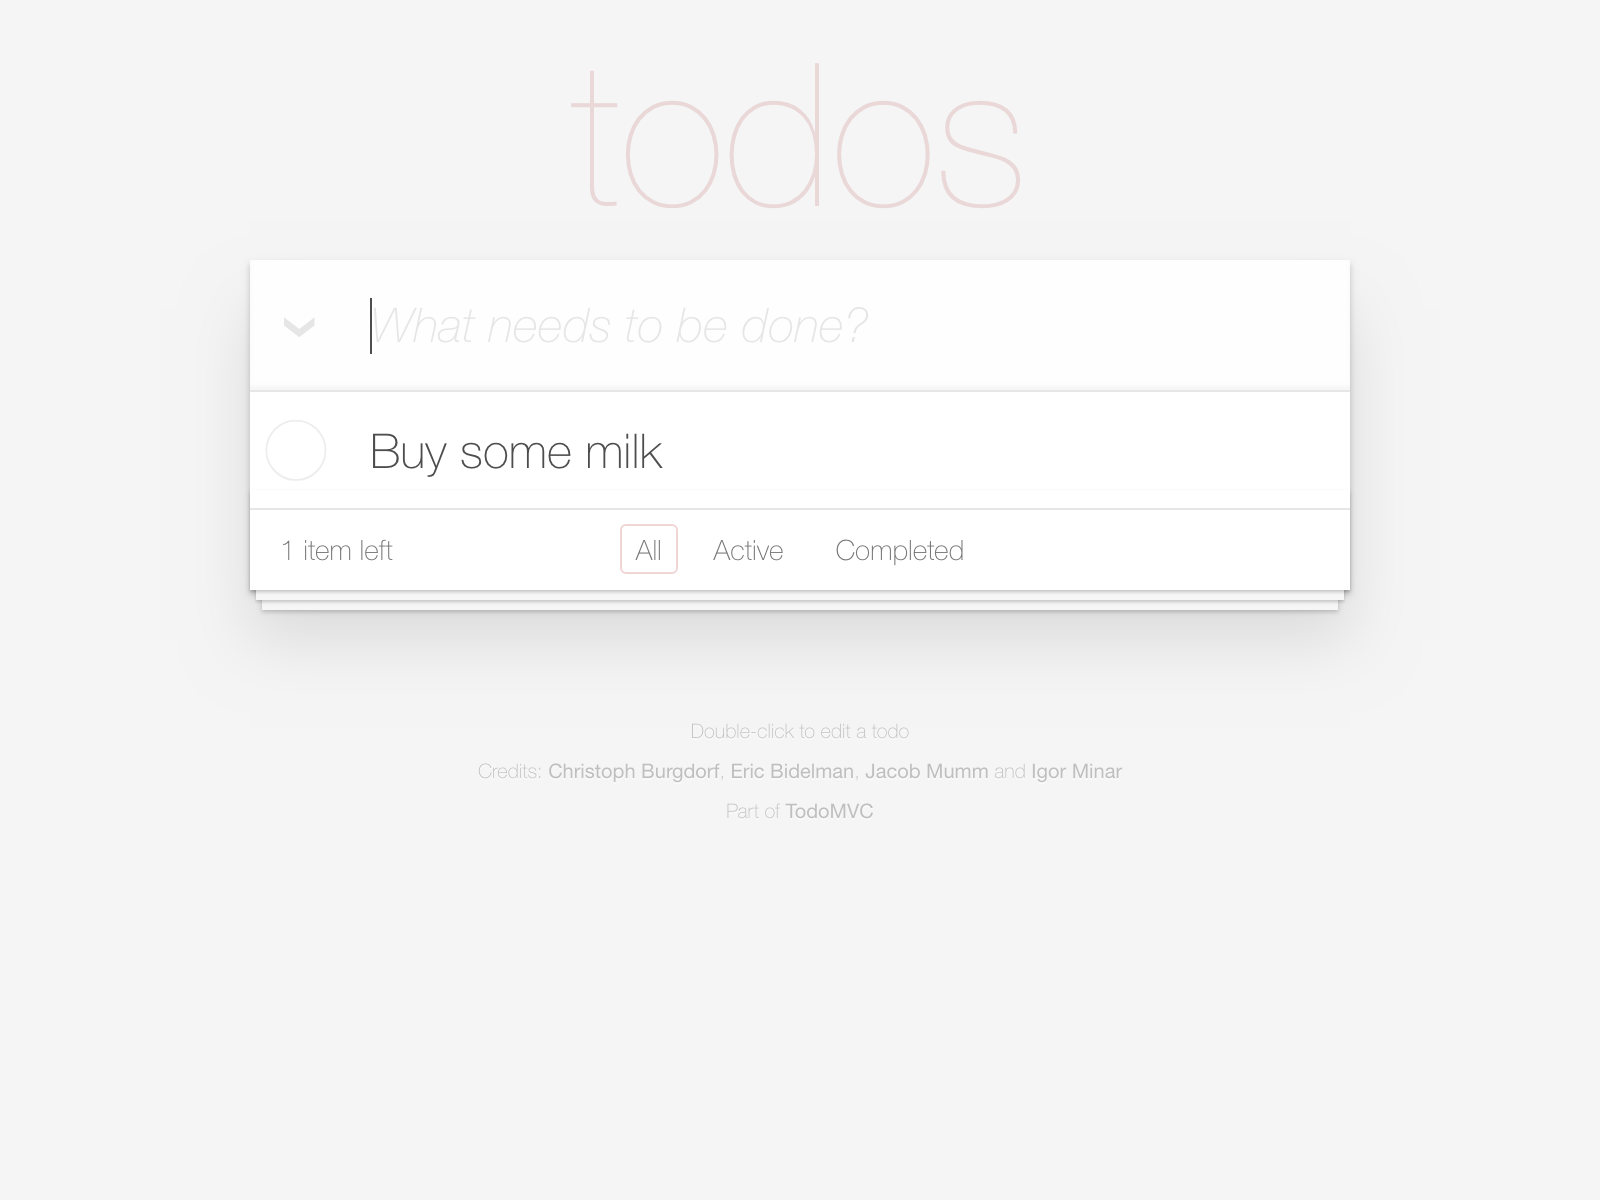 todos
What needs to be done?
Buy some milk
1 item left All Active Completed
Double-click to edit a todo
Credits: Christoph Burgdorf, Eric Bidelman, Jacob Mumm and Igor Minar
Part of TodoMVC